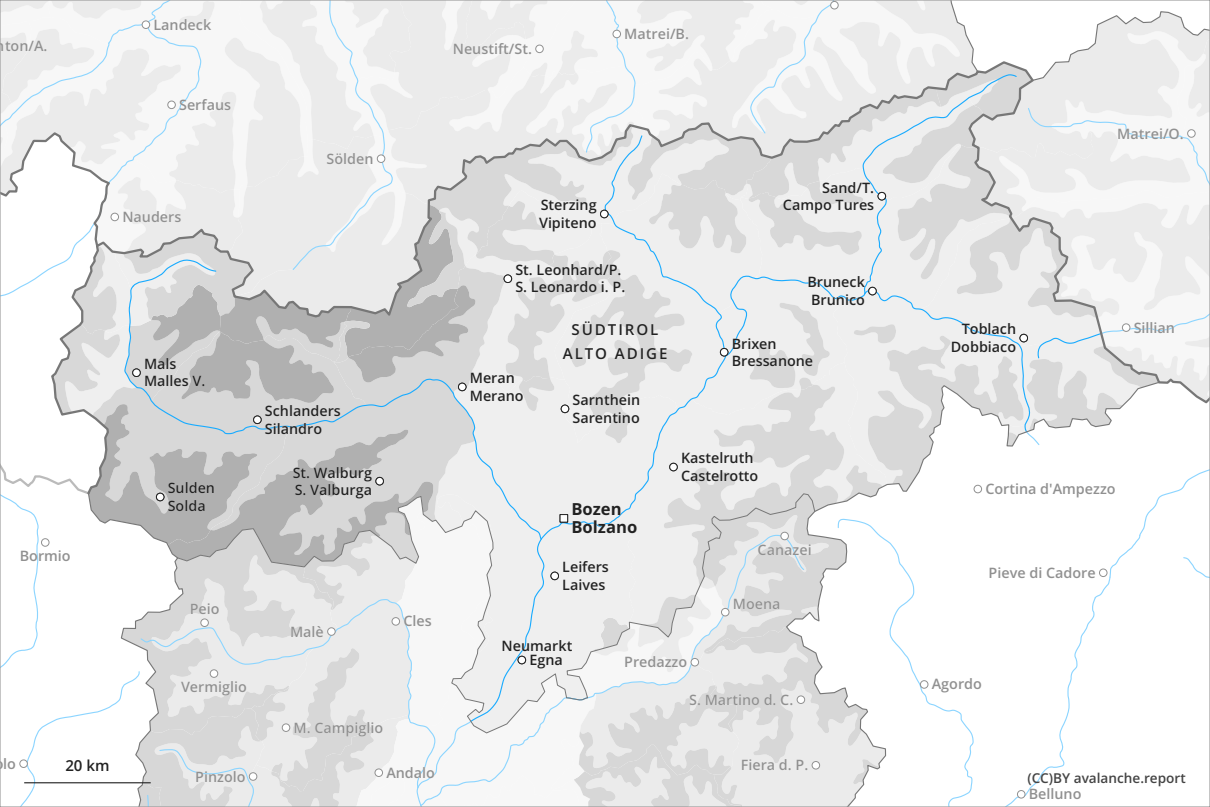 Landeck
nton/A.
Neustift/St.
Matrei/B.
Serfaus
Matrei/O.
Sölden
Nauders
Sand/T.
Campo Tures
Sterzing
Vipiteno
St. Leonhard/P.
S. Leonardo i. P.
Bruneck
Brunico
SÜDTIROL
ALTO ADIGE
Toblach
Dobbiaco
Sillian
Brixen
Bressanone
Mals
Malles V.
Meran
Merano
Schlanders
Silandro
Sarnthein
Sarentino
Kastelruth
Castelrotto
St. Walburg
S. Valburga
Sulden
Solda
Cortina d'Ampezzo
Bozen
Bolzano
Bormio
Canazei
Leifers
Laives
Pieve di Cadore
Peio
Moena
Cles
Malè
Neumarkt
Egna
Predazzo
Vermiglio
Agordo
S. Martino d. C.
M. Campiglio
20 km
olo
Pinzolo
Andalo
Fiera d. P.
(CC)BY avalanche.report
Belluno